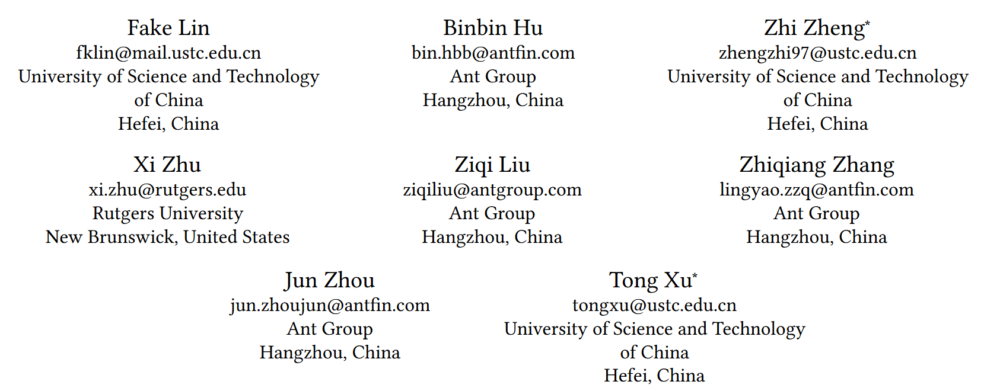 Fake Lin
fklin@mail.ustc.edu.cn
University of Science and Technology
of China
Hefei, China
Binbin Hu
bin.hbb@antfin.com
Ant Group
Hangzhou, China
Zhi Zheng*
zhengzhi97@ustc.edu.cn
University of Science and Technology
of China
Hefei, China
Xi Zhu
xi.zhu@rutgers.edu
Rutgers University
New Brunswick, United States
Ziqi Liu
ziqiliu@antgroup.com
Ant Group
Hangzhou, China
Zhiqiang Zhang
lingyao.zzq@antfin.com
Ant Group
Hangzhou, China
Jun Zhou
jun.zhoujun@antfin.com
Ant Group
Hangzhou, China
Tong Xu*
tongxu@ustc.edu.cn
University of Science and Technology
of China
Hefei, China